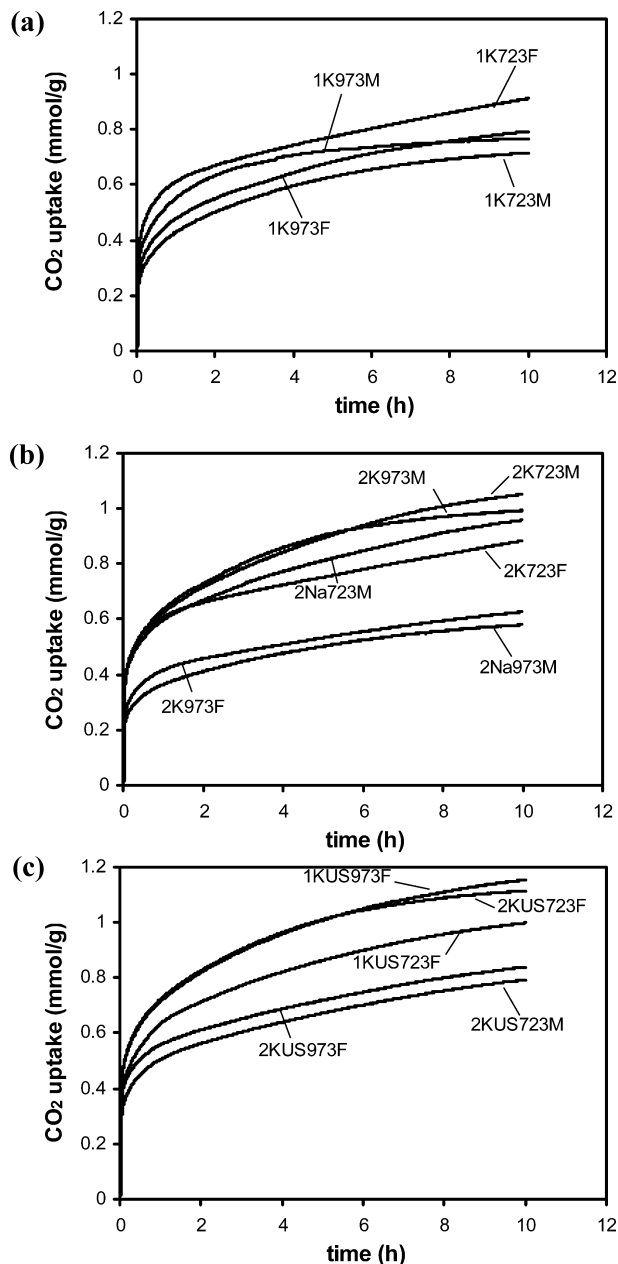 (a)
CO₂ uptake (mmol/g)
1.2
1
0.8
0.6
0.4
0.2
0
0 2 4 6 8 10 12
time (h)
1K723F
1K973M
1K973F
1K723M
(b)
CO₂ uptake (mmol/g)
1.2
1
0.8
0.6
0.4
0.2
0
0 2 4 6 8 10 12
time (h)
2K723M
2K973M
2Na723M
2K723F
2K973F
2Na973M
(c)
CO₂ uptake (mmol/g)
1.2
1
0.8
0.6
0.4
0.2
0
0 2 4 6 8 10 12
time (h)
1KUS973F
2KUS723F
1KUS723F
2KUS973F
2KUS723M